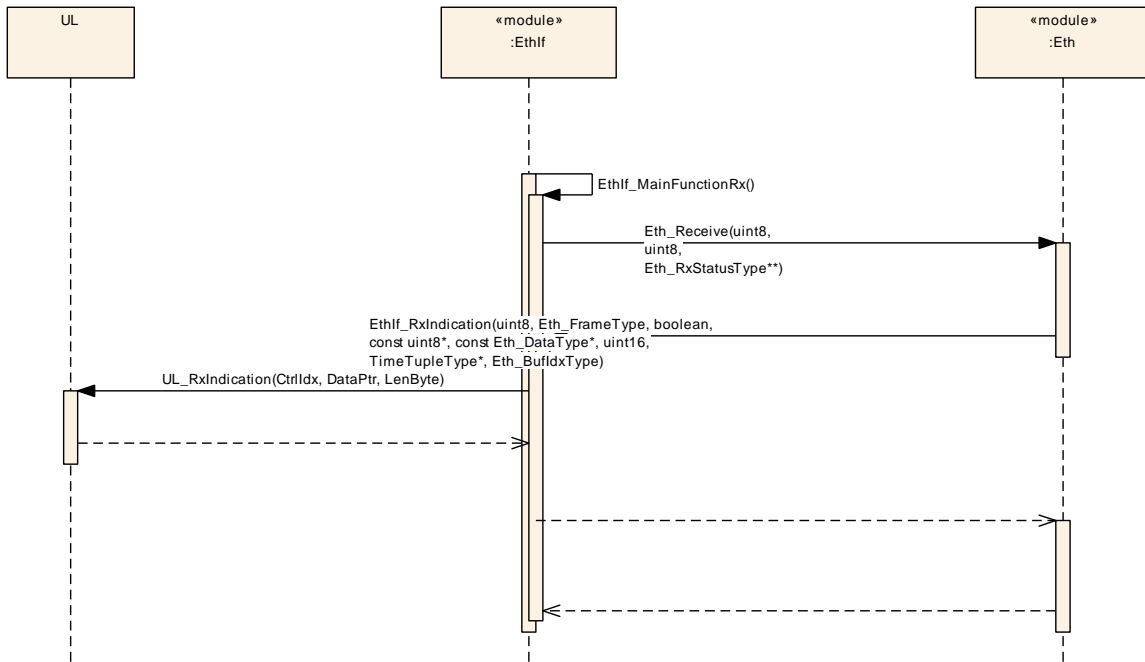 UL
«module»
:EthIf
«module»
:Eth
EthIf_MainFunctionRx()
Eth_Receive(uint8,
uint8,
Eth_RxStatusType**)
EthIf_RxIndication(uint8, Eth_FrameType, boolean,
const uint8*, const Eth_DataType*, uint16,
TimeTupleType*, Eth_BufIdxType)
UL_RxIndication(CtrlIdx, DataPtr, LenByte)